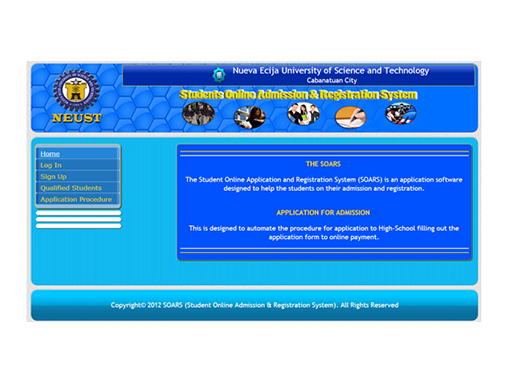 Nueva Ecija University of Science and Technology
Cabanatuan City
Students Online Admission & Registration System
NEUST
Home
Log In
Sign Up
Qualified Students
Application Procedure
THE SOARS
The Student Online Application and Registration System (SOARS) is an application software
designed to help the students on their admission and registration.
APPLICATION FOR ADMISSION
This is designed to automate the procedure for application to High-School filling out the
application form to online payment.
Copyright© 2012 SOARS (Student Online Admission & Registration System). All Rights Reserved